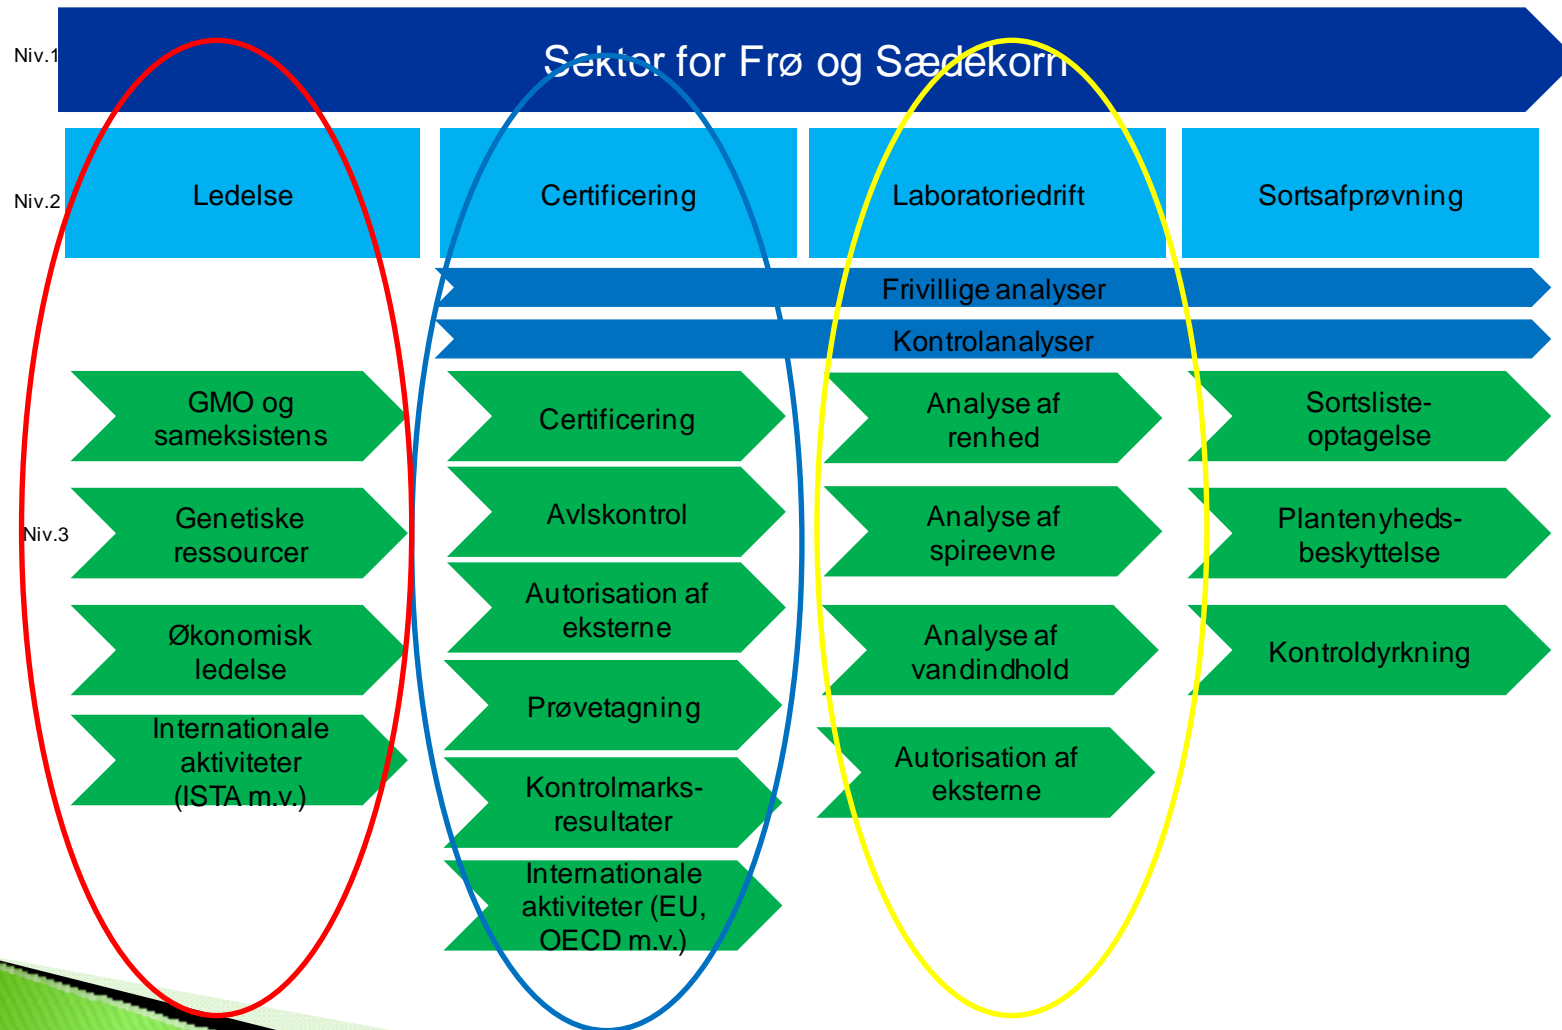 Niv.1
Sektor for Frø og Sædekorn
Niv.2
Ledelse
Certificering
Laboratoriedrift
Sortsafprøvning
Frivillige analyser
Kontrolanalyser
Niv.3
GMO og
sameksistens
Genetiske
ressourcer
Økonomisk
ledelse
Internationale
aktiviteter
(ISTA m.v.)
Certificering
Avlskontrol
Autorisation af
eksterne
Prøvetagning
Kontrolmarks-
resultater
Internationale
aktiviteter (EU,
OECD m.v.)
Analyse af
renhed
Analyse af
spireevne
Analyse af
vandindhold
Autorisation af
eksterne
Sortsliste-
optagelse
Plantenyheds-
beskyttelse
Kontroldyrkning